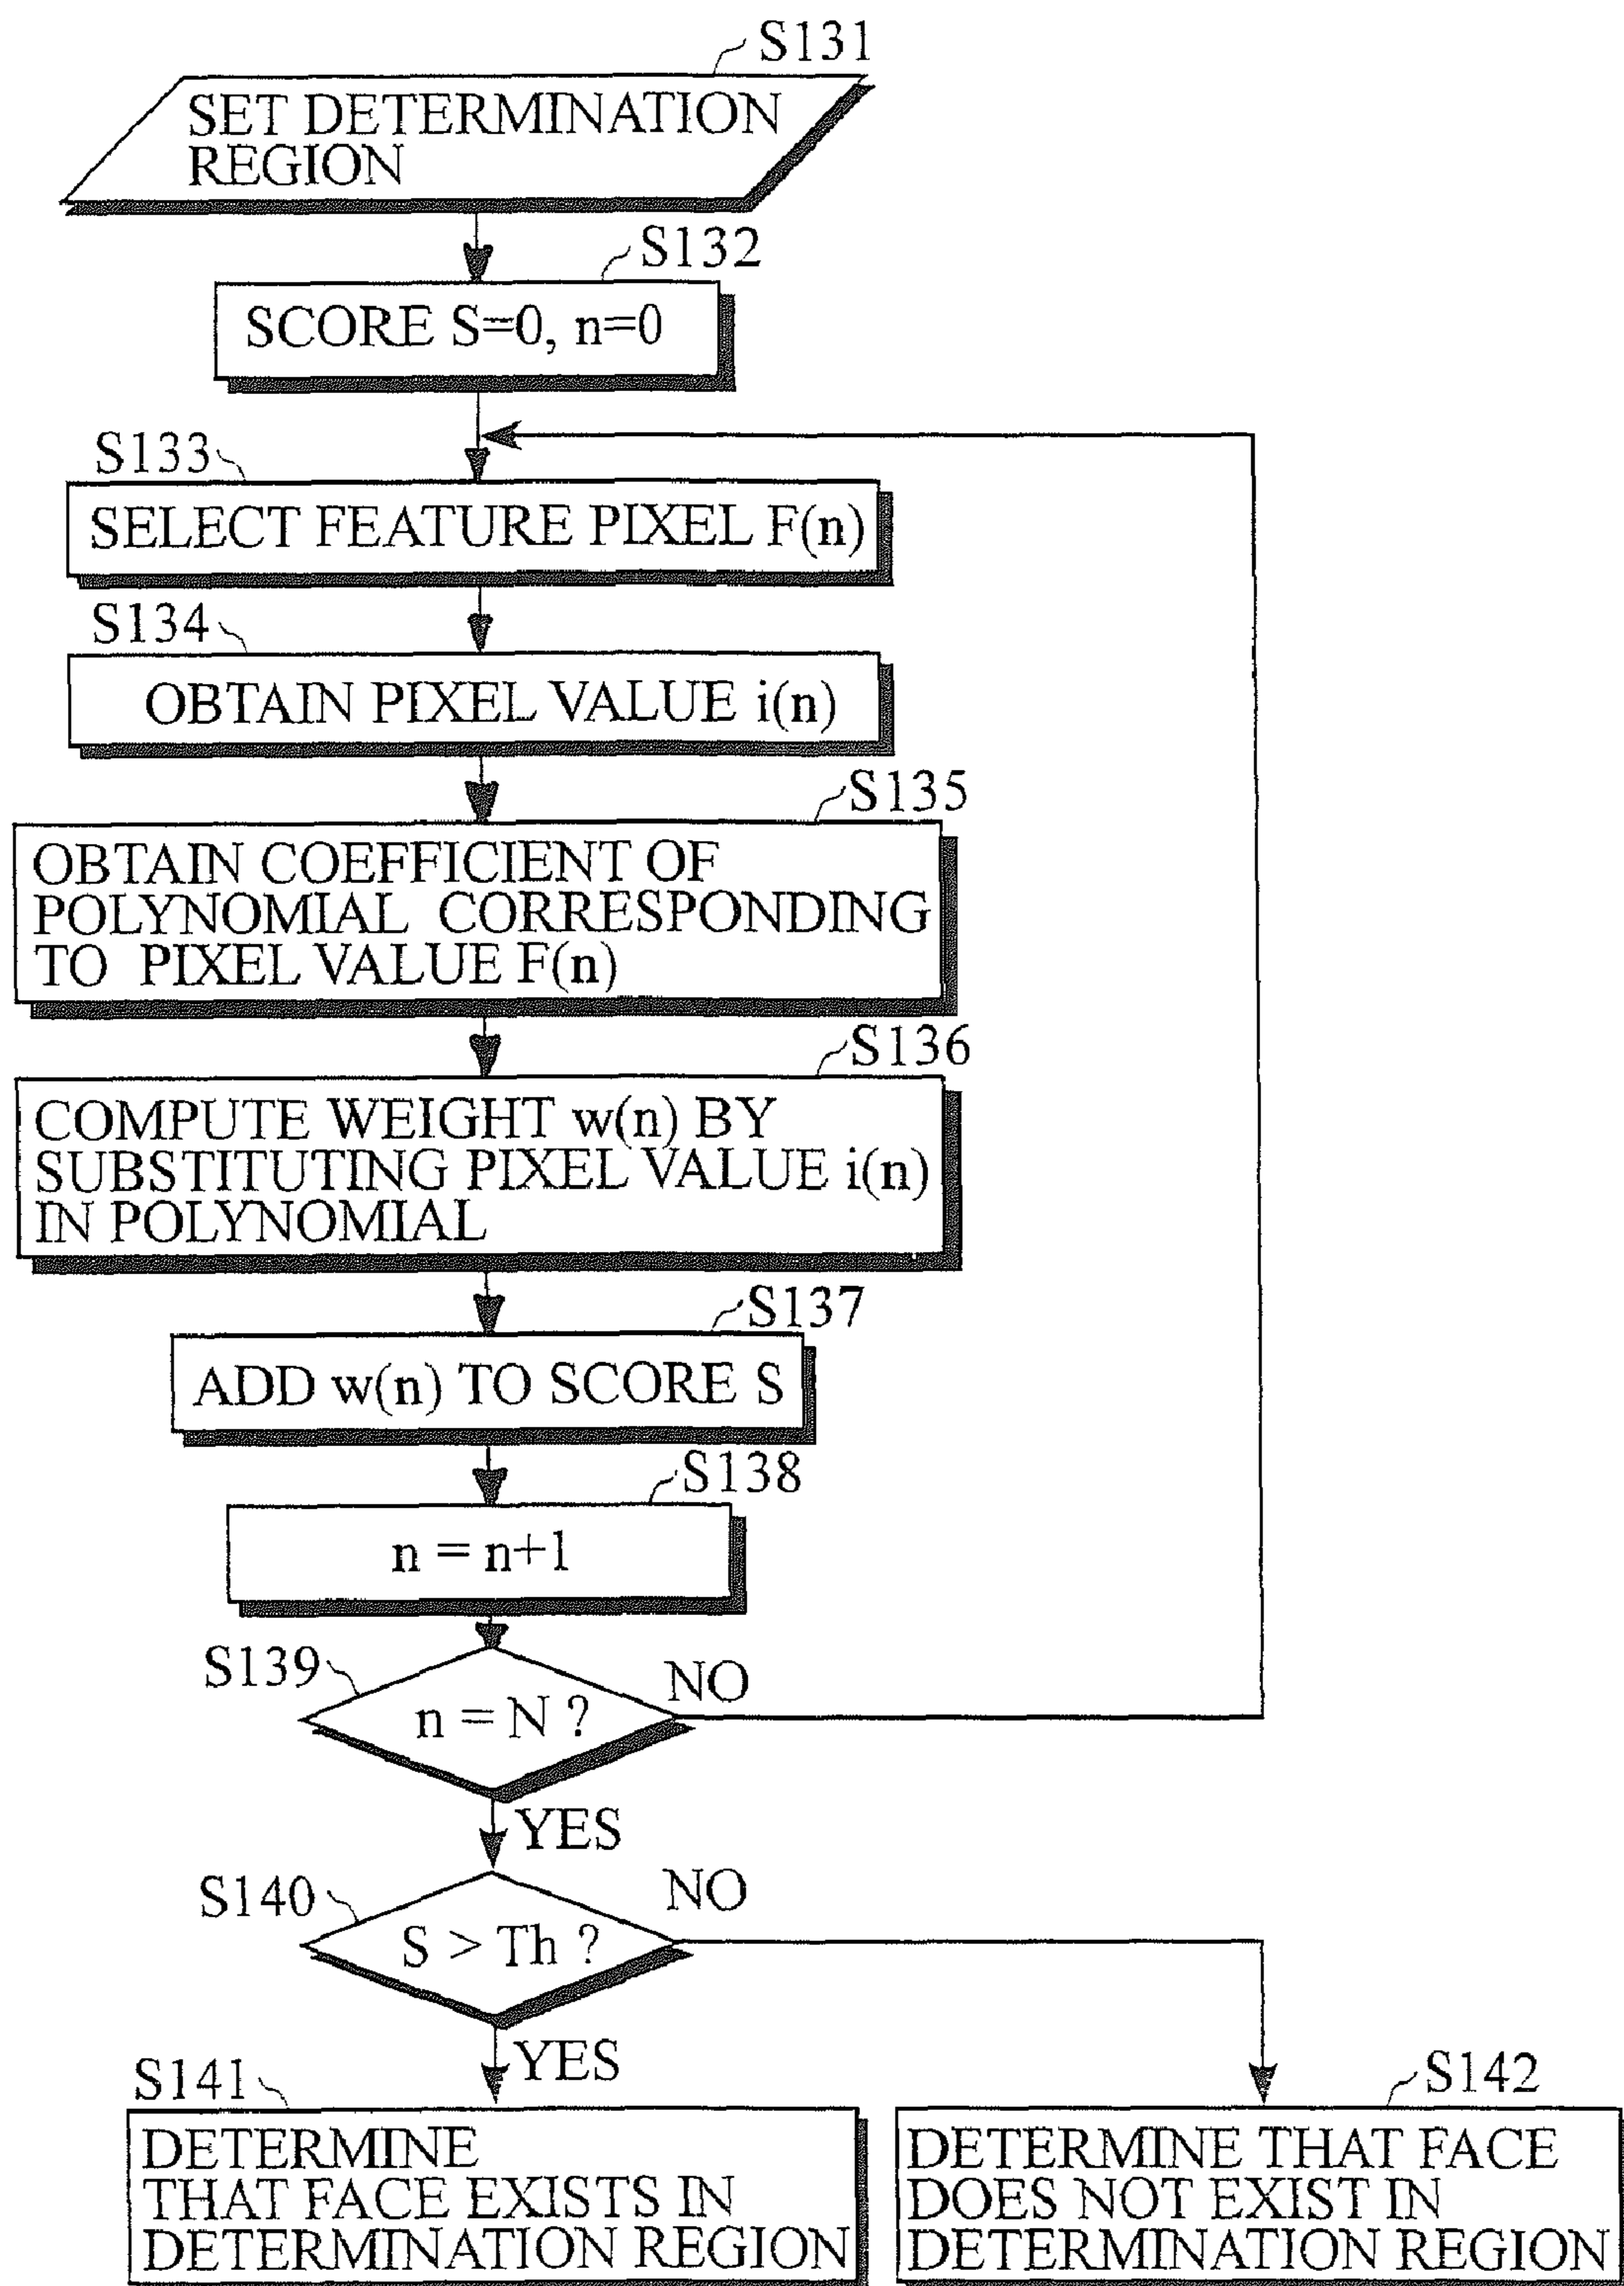 S131
SET DETERMINATION
REGION
S132
SCORE S=0, n=0
S133
SELECT FEATURE PIXEL F(n)
S134
OBTAIN PIXEL VALUE i(n)
S135
OBTAIN COEFFICIENT OF
POLYNOMIAL CORRESPONDING
TO PIXEL VALUE F(n)
S136
COMPUTE WEIGHT w(n) BY
SUBSTITUTING PIXEL VALUE i(n)
IN POLYNOMIAL
S137
ADD w(n) TO SCORE S
S138
n = n+1
S139
n = N ?
NO
YES
S140
S > Th ?
NO
YES
S141
DETERMINE
THAT FACE EXISTS IN
DETERMINATION REGION
S142
DETERMINE THAT FACE
DOES NOT EXIST IN
DETERMINATION REGION